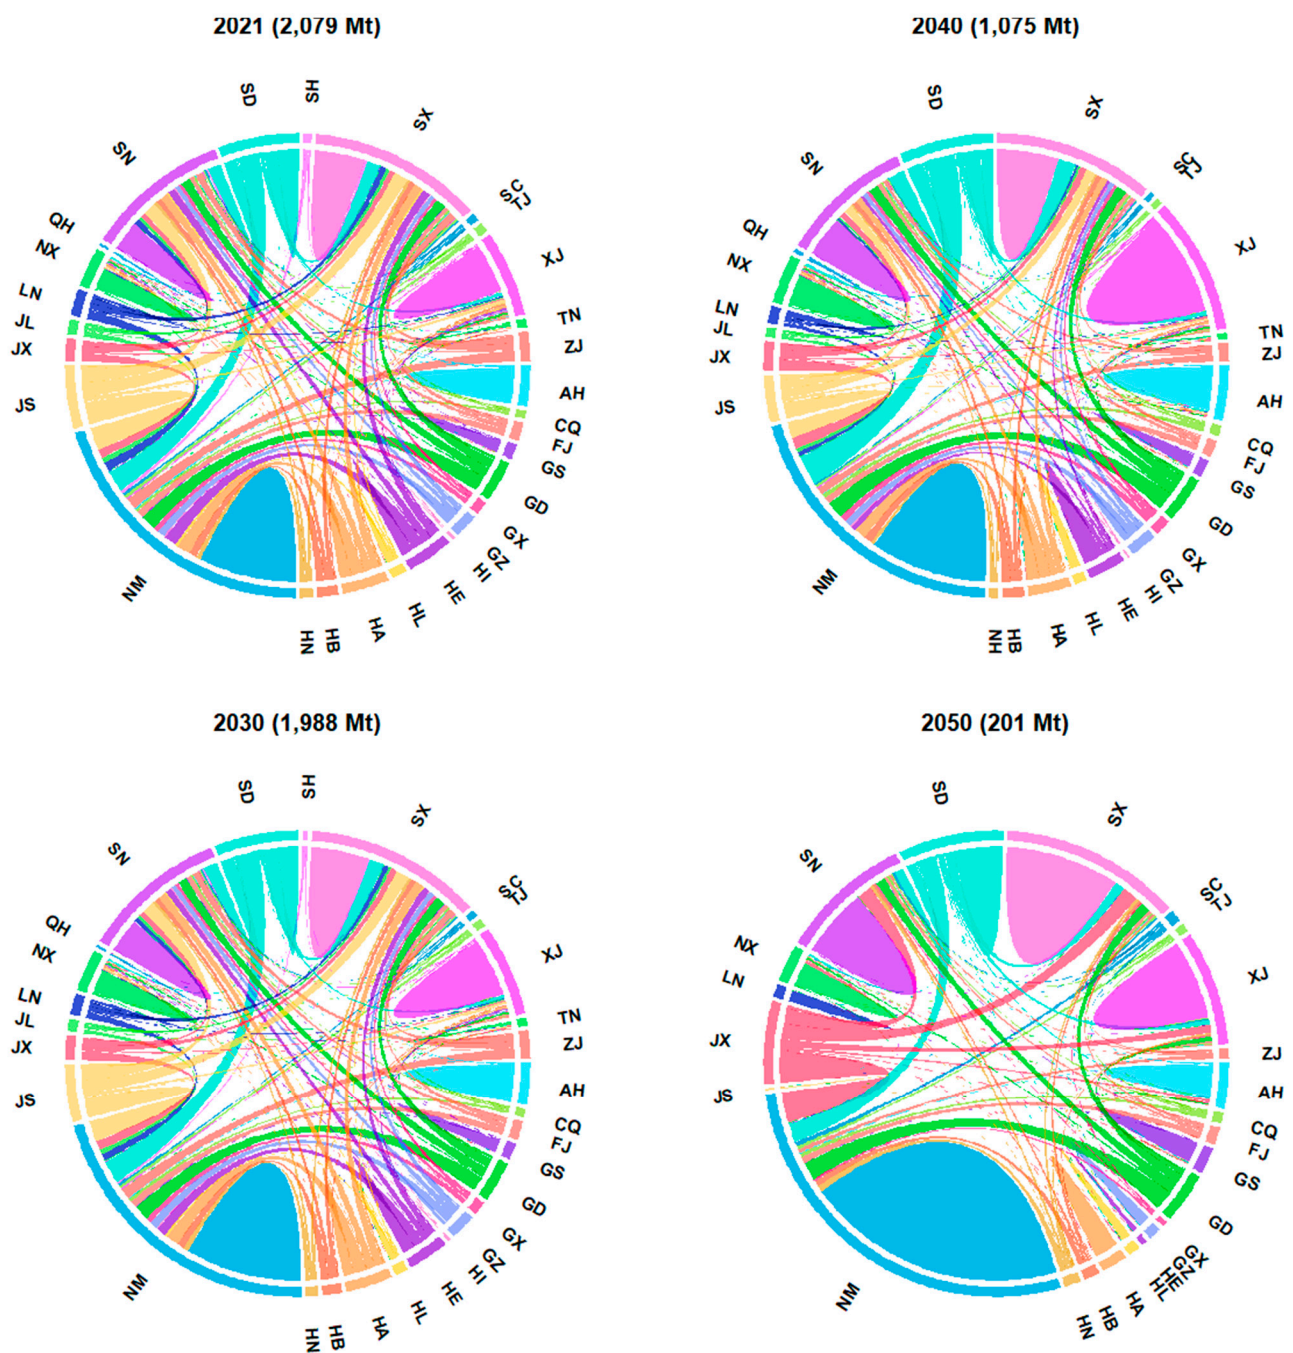 2021 (2,079 Mt)
SD
SH
SX
SC
TJ
XJ
TN
ZJ
AH
CQ
FJ
GS
GD
GX
GZ
HI
HE
HL
HA
HB
HN
NM
JS
JX
JL
LN
NX
QH
SN
2040 (1,075 Mt)
SD
SX
SC
TJ
XJ
TN
ZJ
AH
CQ
FJ
GS
GD
GX
GZ
HI
HE
HL
HA
HB
HN
NM
JS
JX
JL
LN
NX
QH
SN
2030 (1,988 Mt)
SD
SH
SX
SC
TJ
XJ
TN
ZJ
AH
CQ
FJ
GS
GD
GX
GZ
HI
HE
HL
HA
HB
HN
NM
JS
JX
JL
LN
NX
QH
SN
2050 (201 Mt)
SD
SX
SC
TJ
XJ
ZJ
AH
CQ
FJ
GS
GD
GX
GZ
HE
HL
HA
HB
HN
NM
JS
JX
LN
NX
SN